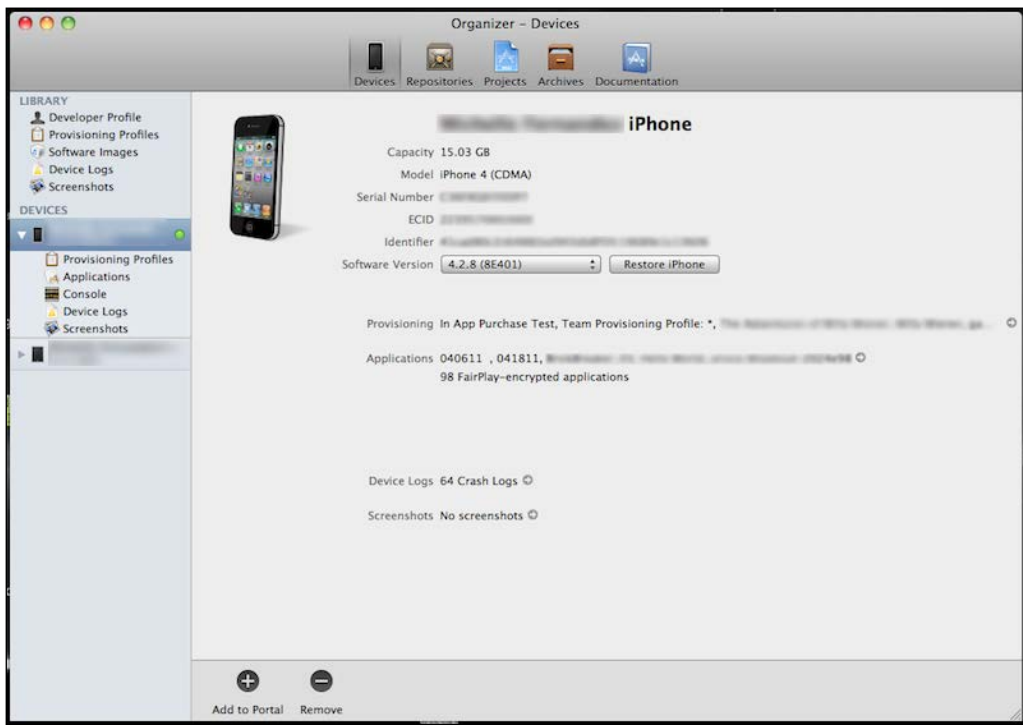 Organizer – Devices
Devices Repositories Projects Archives Documentation
LIBRARY
Developer Profile
Provisioning Profiles
Software Images
Device Logs
Screenshots
DEVICES
Provisioning Profiles
Applications
Console
Device Logs
Screenshots
iPhone
Capacity 15.03 GB
Model iPhone 4 (CDMA)
Serial Number
ECID
Identifier
Software Version 4.2.8 (8E401) Restore iPhone
Provisioning In App Purchase Test, Team Provisioning Profile: *,
Applications 040611 , 041811,
98 FairPlay-encrypted applications
Device Logs 64 Crash Logs
Screenshots No screenshots
Add to Portal Remove